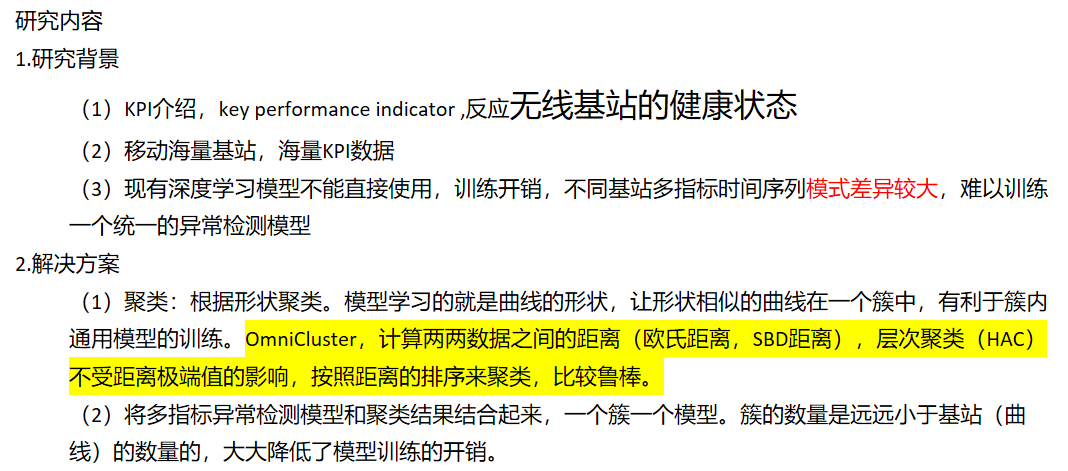 研究内容
1.研究背景
（1）KPI介绍，key performance indicator ,反应无线基站的健康状态
（2）移动海量基站，海量KPI数据
（3）现有深度学习模型不能直接使用，训练开销，不同基站多指标时间序列模式差异较大，难以训练
一个统一的异常检测模型
2.解决方案
（1）聚类：根据形状聚类。模型学习的就是曲线的形状，让形状相似的曲线在一个簇中，有利于簇内
通用模型的训练。OmniCluster，计算两两数据之间的距离（欧氏距离，SBD距离），层次聚类（HAC）
不受距离极端值的影响，按照距离的排序来聚类，比较鲁棒。
（2）将多指标异常检测模型和聚类结果结合起来，一个簇一个模型。簇的数量是远远小于基站（曲
线）的数量的，大大降低了模型训练的开销。